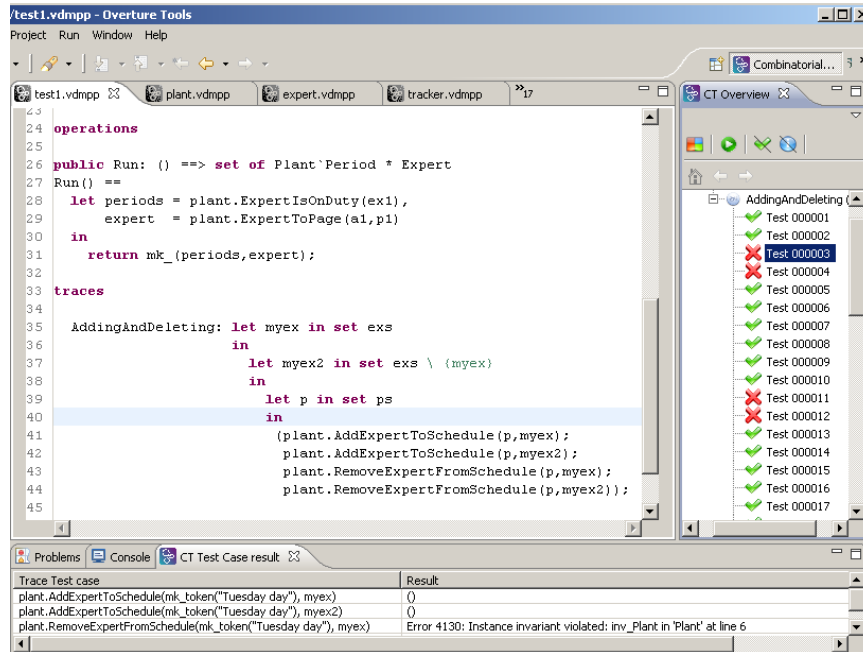 /test1.vdmpp - Overture Tools
Project Run Window Help
Combinatorial...
test1.vdmpp plant.vdmpp expert.vdmpp tracker.vdmpp »17
CT Overview
23
24 operations
25
26 public Run: () ==> set of Plant`Period * Expert
27 Run() ==
28 let periods = plant.ExpertIsOnDuty(ex1),
29 expert = plant.ExpertToPage(a1,p1)
30 in
31 return mk_(periods,expert);
32
33 traces
34
35 AddingAndDeleting: let myex in set exs
36 in
37 let myex2 in set exs \ {myex}
38 in
39 let p in set ps
40 in
41 (plant.AddExpertToSchedule(p,myex);
42 plant.AddExpertToSchedule(p,myex2);
43 plant.RemoveExpertFromSchedule(p,myex);
44 plant.RemoveExpertFromSchedule(p,myex2));
45
AddingAndDeleting (
Test 000001
Test 000002
Test 000003
Test 000004
Test 000005
Test 000006
Test 000007
Test 000008
Test 000009
Test 000010
Test 000011
Test 000012
Test 000013
Test 000014
Test 000015
Test 000016
Test 000017
Problems Console CT Test Case result
Trace Test case Result
plant.AddExpertToSchedule(mk_token("Tuesday day"), myex) ()
plant.AddExpertToSchedule(mk_token("Tuesday day"), myex2) ()
plant.RemoveExpertFromSchedule(mk_token("Tuesday day"), myex) Error 4130: Instance invariant violated: inv_Plant in 'Plant' at line 6